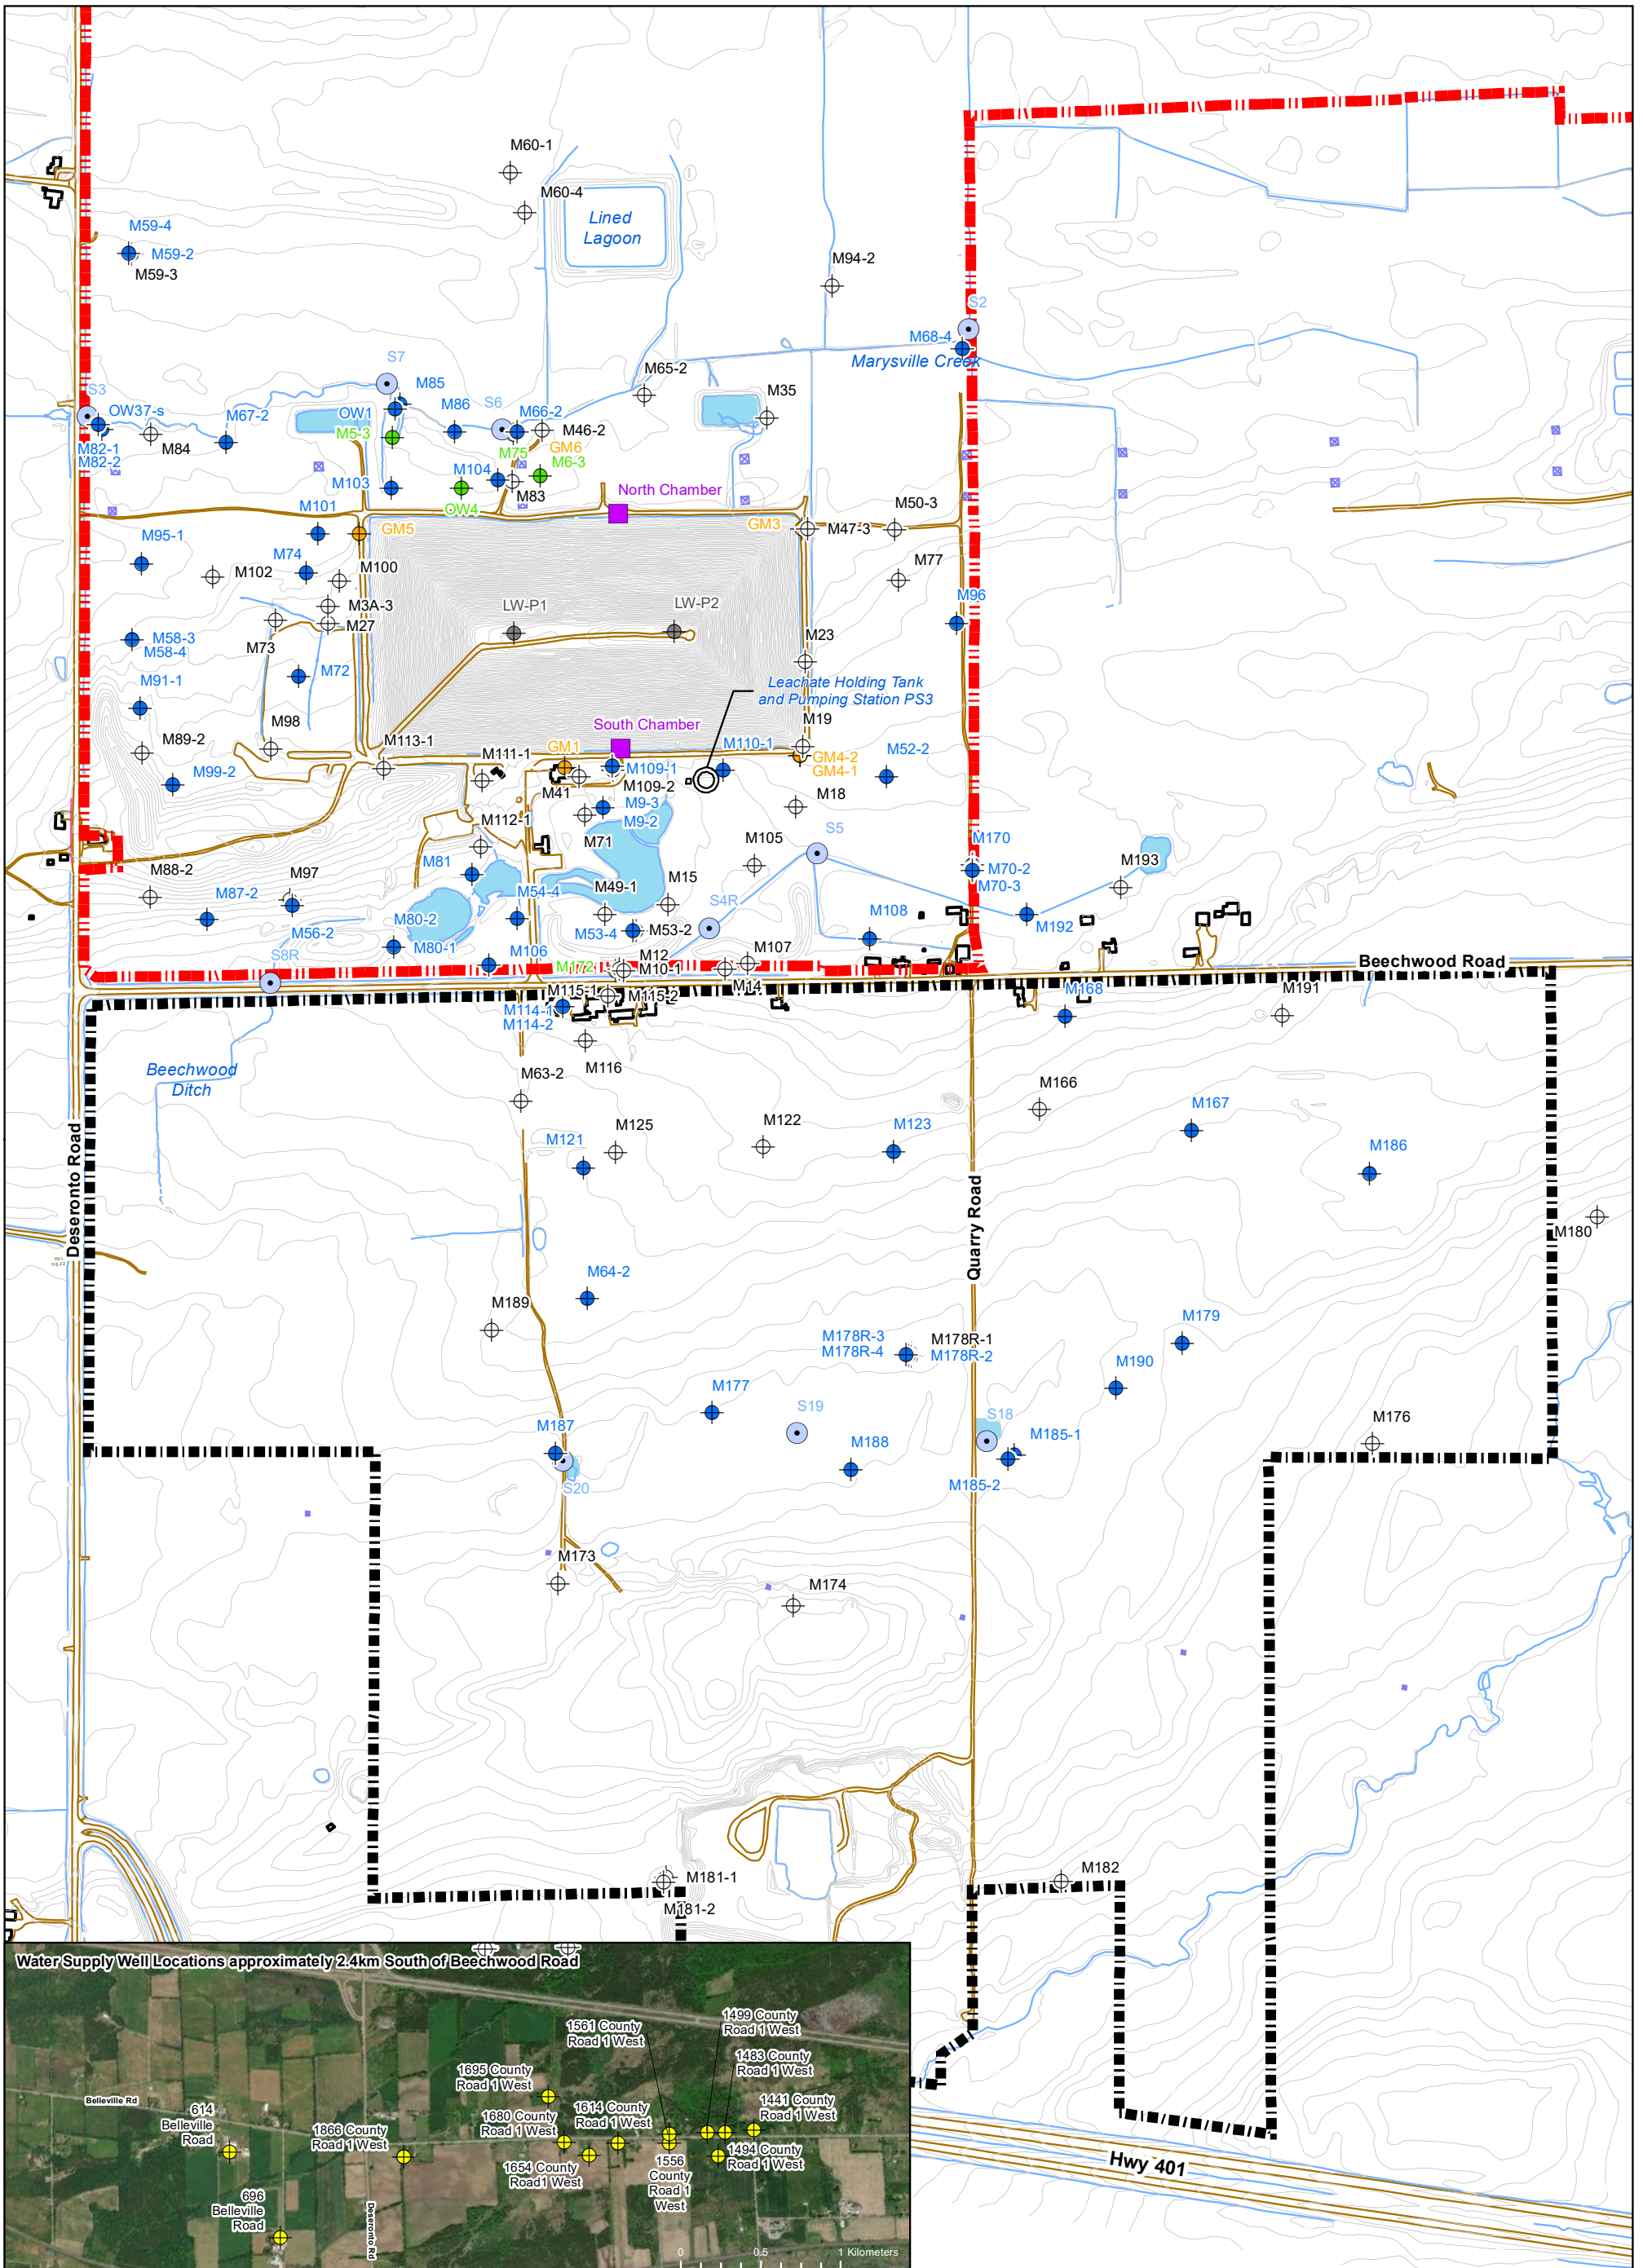 M60-1
M60-4
Lined
Lagoon
M59-4
M59-2
M59-3
M94-2
S2
M68-4
Marysville Creek
S7
M65-2
M35
S3
OW37-s
M85
M67-2
OW1
M86
S6
M66-2
M46-2
M82-1
M82-2
M84
M5-3
M75
GM6
M6-3
M104
M103
M83
North Chamber
OW4
M101
GM5
GM3
M47-3
M50-3
M95-1
M74
M102
M100
M77
M3A-3
M27
LW-P1
LW-P2
M96
M58-3
M58-4
M73
M23
M72
M91-1
Leachate Holding Tank
and Pumping Station PS3
M98
South Chamber
M19
M89-2
M113-1
M111-1
GM1
M110-1
GM4-2
GM4-1
M52-2
M99-2
M109-1
M41
M109-2
M9-3
M9-2
M18
M112-1
M71
S5
M105
M170
M70-2
M70-3
M193
M81
M88-2
M97
M87-2
M54-4
M49-1
M15
S4R
M56-2
M80-2
M80-1
M53-4
M53-2
M108
M192
S8R
M106
M172
M12
M10-1
M107
Beechwood Road
M115-1
M115-2
M14
M168
M191
M114-1
M114-2
Beechwood
Ditch
M116
M63-2
M166
M167
M125
M122
M121
M123
M186
Deseronto Road
Quarry Road
M180
M64-2
M189
M178R-3
M178R-4
M178R-1
M178R-2
M179
M190
M177
S19
S18
M176
M187
M188
M185-1
M185-2
S20
M173
M174
M181-1
M181-2
M182
Water Supply Well Locations approximately 2.4km South of Beechwood Road
1561 County
Road 1 West
1499 County
Road 1 West
1483 County
Road 1 West
1695 County
Road 1 West
1441 County
Road 1 West
Belleville Rd
614
Belleville
Road
1866 County
Road 1 West
1680 County
Road 1 West
1614 County
Road 1 West
1654 County
Road1 West
1556
County
Road 1
West
1494 County
Road 1 West
696
Belleville
Road
Deseronto Rd
0 0.5 1 Kilometers
Hwy 401